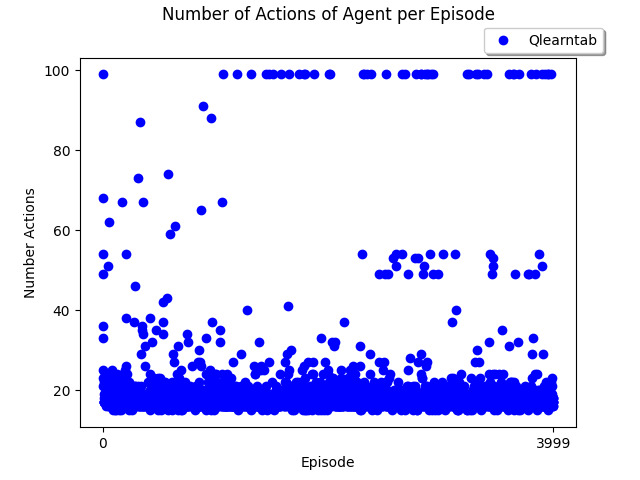 Number of Actions of Agent per Episode
Qlearntab
100
80
60
40
20
Number Actions
0
3999
Episode